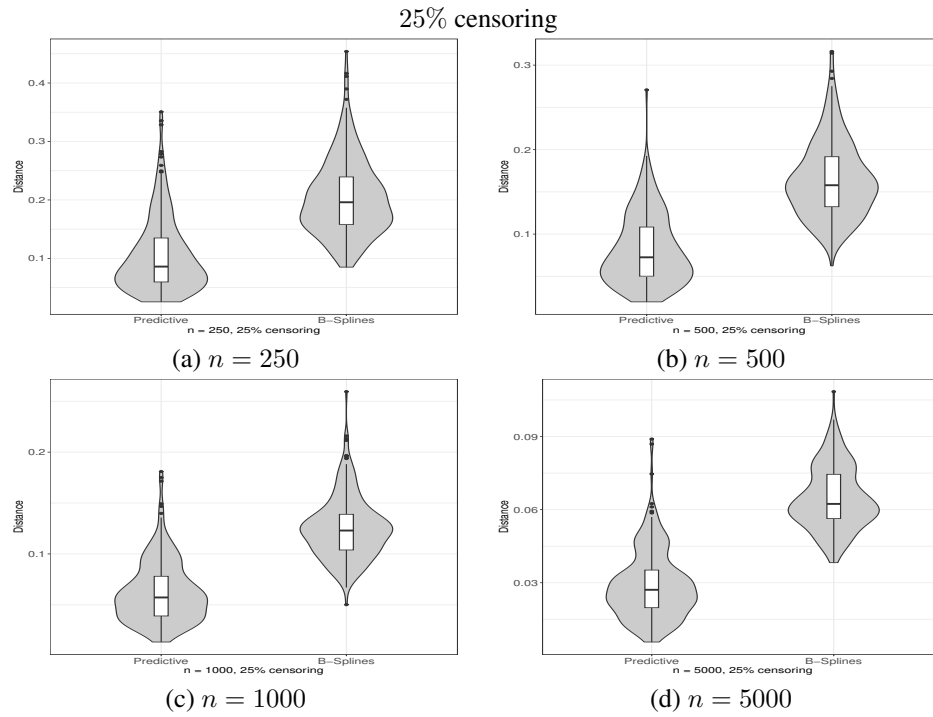 25% censoring
0.4
0.3
0.2
0.1
Distance
Predictive B−Splines
n = 250, 25% censoring
(a) n = 250
0.3
0.2
0.1
Distance
Predictive B−Splines
n = 500, 25% censoring
(b) n = 500
0.2
0.1
Distance
Predictive B−Splines
n = 1000, 25% censoring
(c) n = 1000
0.09
0.06
0.03
Distance
Predictive B−Splines
n = 5000, 25% censoring
(d) n = 5000